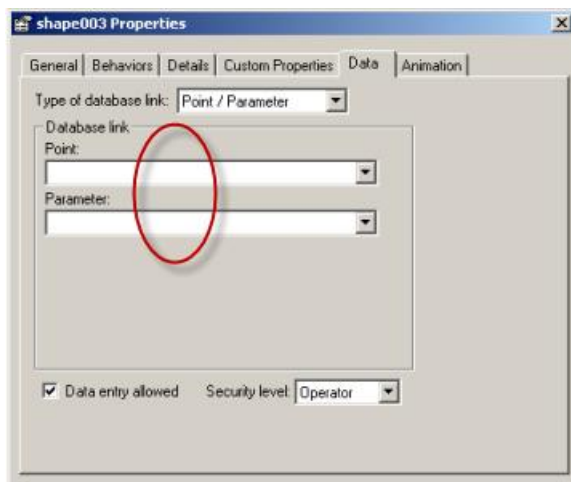 shape003 Properties
General Behaviors Details Custom Properties Data Animation
Type of database link: Point / Parameter
Database link
Point:
Parameter:
Data entry allowed Security level: Operator